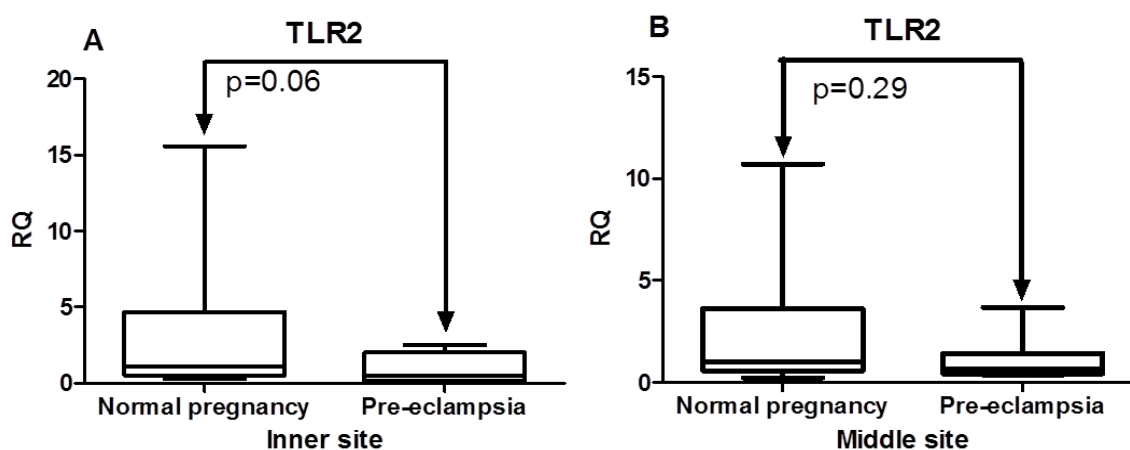 A
TLR2
p=0.06
20
15
10
5
0
RQ
Normal pregnancy
Pre-eclampsia
Inner site
B
TLR2
p=0.29
15
10
5
0
RQ
Normal pregnancy
Pre-eclampsia
Middle site